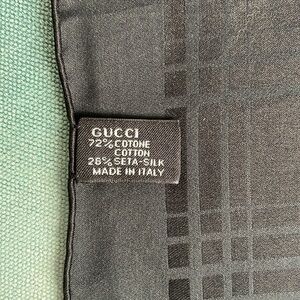 GUCCI
72% COTONE
COTTON
28% SETA-SILK
MADE IN ITALY